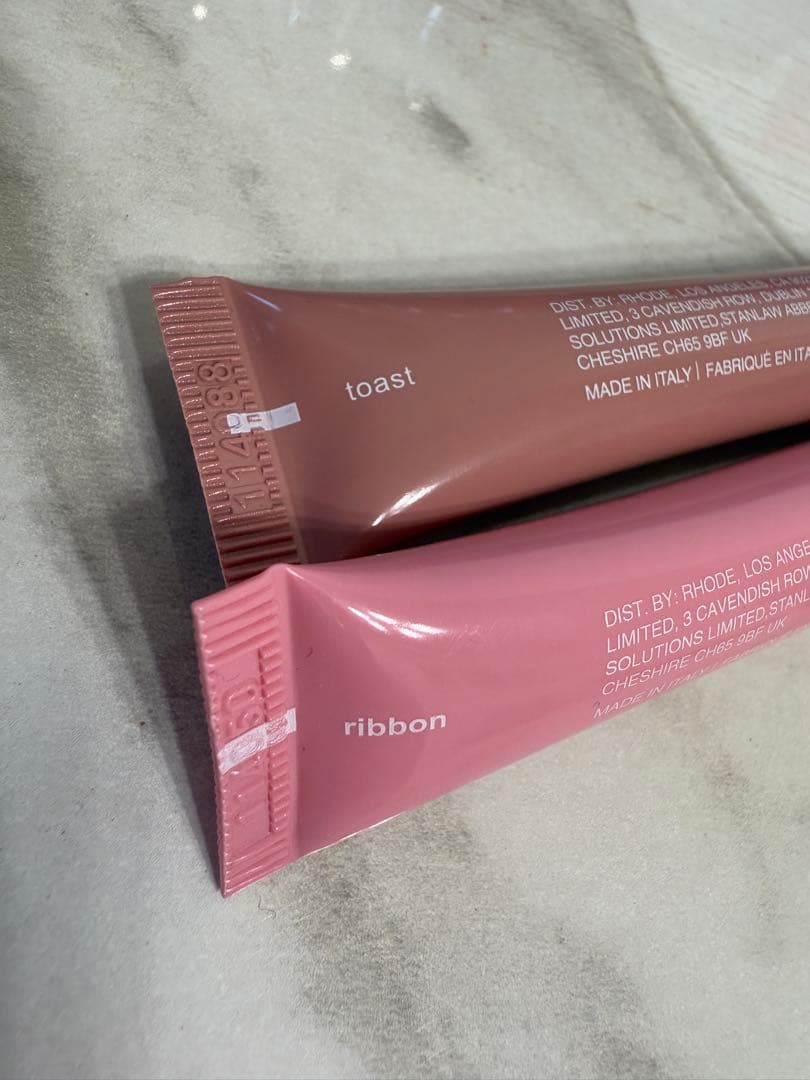 toast
114088
DIST. BY: RHODE, LOS ANGELES, CA
LIMITED, 3 CAVENDISH ROW, DUBLIN
SOLUTIONS LIMITED,STANLAW ABB
CHESHIRE CH65 9BF UK
MADE IN ITALY | FABRIQUÉ EN ITA
ribbon
DIST. BY: RHODE, LOS ANGE
LIMITED, 3 CAVENDISH ROW
SOLUTIONS LIMITED,STANL
CHESHIRE CH65 9BF UK
MADE IN ITALY